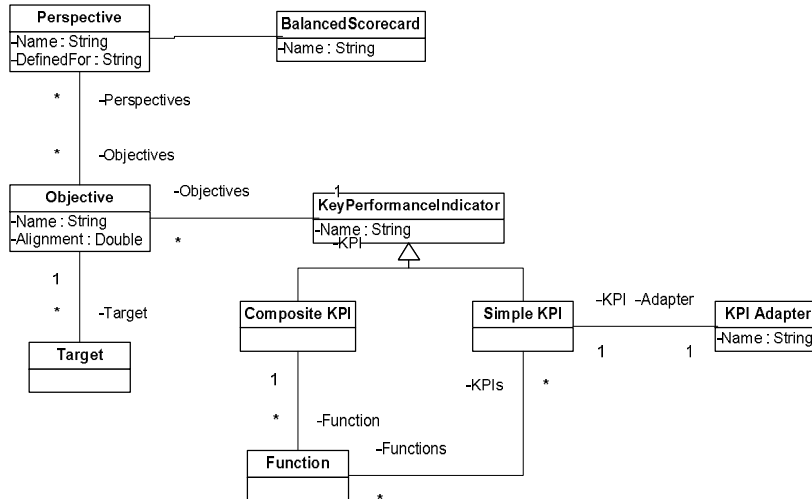 Perspective
-Name : String
-DefinedFor : String
BalancedScorecard
-Name : String
* -Perspectives
* -Objectives
Objective
-Name : String
-Alignment : Double
-Objectives
*
1
KeyPerformanceIndicator
-Name : String
-KPI
1
* -Target
Target
Composite KPI
Simple KPI
-KPI -Adapter
1 1
KPI Adapter
-Name : String
1
* -Function
-KPIs *
-Functions
*
Function